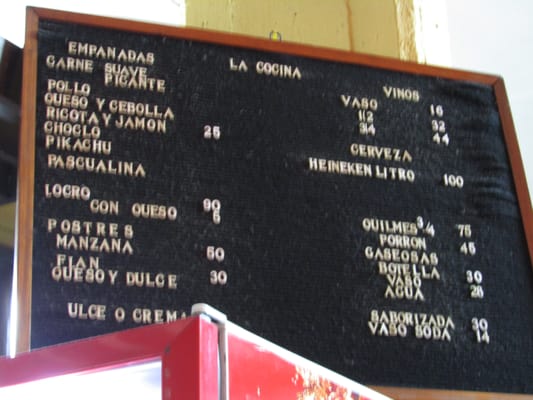 LA COCINA
EMPANADAS
CARNE SUAVE
PICANTE
POLLO
QUESO Y CEBOLLA
RICOTA Y JAMON
CHOCLO 25
PIKACHU
PASCUALINA
LOCRO 90
CON QUESO 5
POSTRES
MANZANA 50
FLAN
QUESO Y DULCE 30
ULCE O CREMA
VINOS
VASO 16
1/2 32
3/4 44
CERVEZA
HEINEKEN LITRO 100
QUILMES 3/4 75
PORRON 45
GASEOSAS
BOTELLA 30
VASO
AGUA 28
SABORIZADA 30
VASO SODA 14